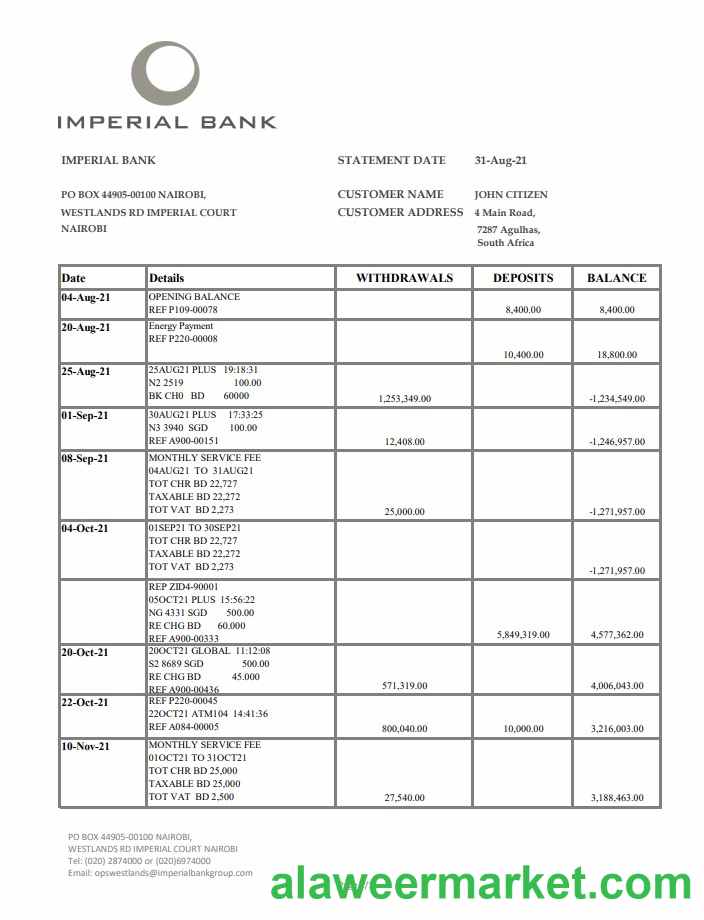 IMPERIAL BANK
IMPERIAL BANK STATEMENT DATE 31-Aug-21
PO BOX 44905-00100 NAIROBI, CUSTOMER NAME JOHN CITIZEN
WESTLANDS RD IMPERIAL COURT CUSTOMER ADDRESS 4 Main Road,
NAIROBI 7287 Agulhas,
South Africa
Date Details WITHDRAWALS DEPOSITS BALANCE
04-Aug-21 OPENING BALANCE
REF P109-00078 8,400.00 8,400.00
20-Aug-21 Energy Payment
REF P220-00008
10,400.00 18,800.00
25-Aug-21 25AUG21 PLUS 19:18:31
N2 2519 100.00
BK CH0 BD 60000 1,253,349.00 -1,234,549.00
01-Sep-21 30AUG21 PLUS 17:33:25
N3 3940 SGD 100.00
REF A900-00151 12,408.00 -1,246,957.00
08-Sep-21 MONTHLY SERVICE FEE
04AUG21 TO 31AUG21
TOT CHR BD 22,727
TAXABLE BD 22,272
TOT VAT BD 2,273 25,000.00 -1,271,957.00
04-Oct-21 01SEP21 TO 30SEP21
TOT CHR BD 22,727
TAXABLE BD 22,272
TOT VAT BD 2,273 -1,271,957.00
REP ZID4-90001
05OCT21 PLUS 15:56:22
NG 4331 SGD 500.00
RE CHG BD 60.000
REF A900-00333 5,849,319.00 4,577,362.00
20-Oct-21 20OCT21 GLOBAL 11:12:08
S2 8689 SGD 500.00
RE CHG BD 45.000
REF A900-00436 571,319.00 4,006,043.00
22-Oct-21 REF P220-00045
22OCT21 ATM104 14:41:36
REF A084-00005 800,040.00 10,000.00 3,216,003.00
10-Nov-21 MONTHLY SERVICE FEE
01OCT21 TO 31OCT21
TOT CHR BD 25,000
TAXABLE BD 25,000
TOT VAT BD 2,500 27,540.00 3,188,463.00
PO BOX 44905-00100 NAIROBI,
WESTLANDS RD IMPERIAL COURT NAIROBI
Tel: (020) 2874000 or (020)6974000
Email: opswestlands@imperialbankgroup.com
alaweermarket.com